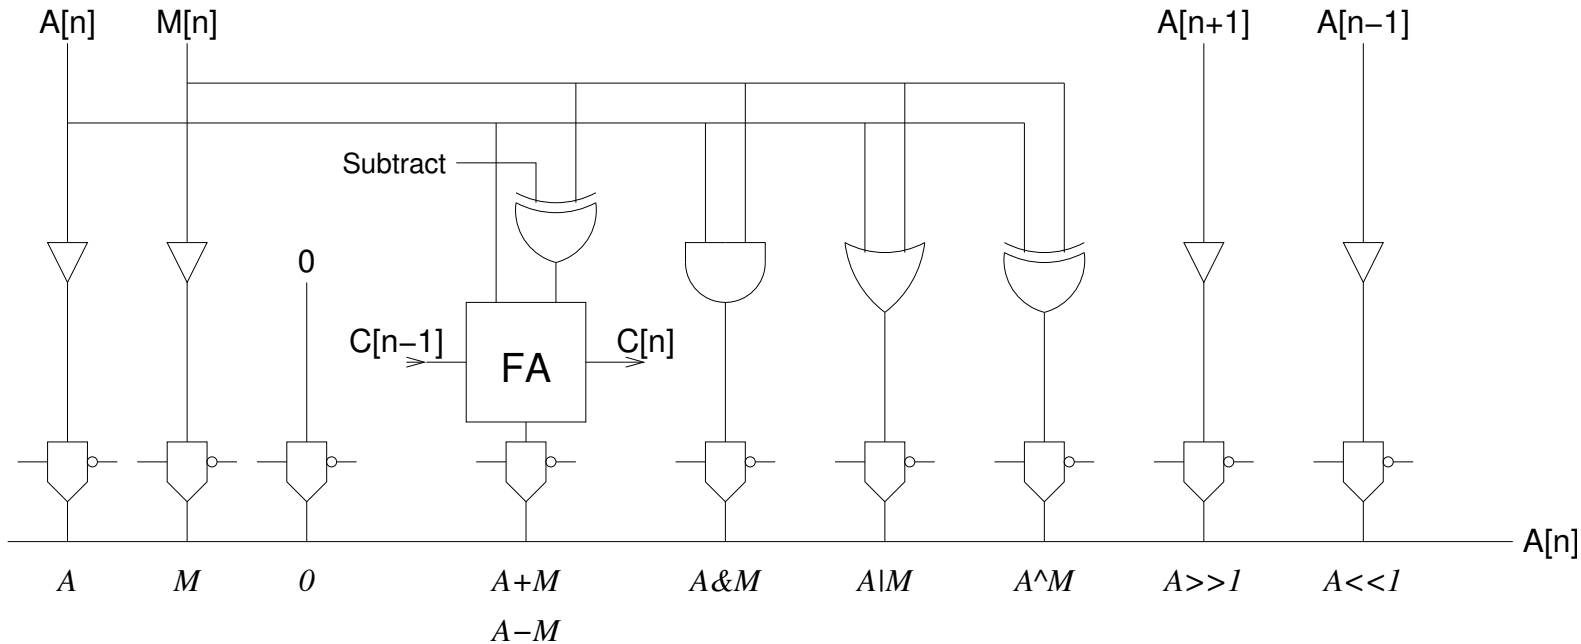 A[n] M[n] A[n+1] A[n−1]
Subtract
0
C[n−1] FA C[n]
A[n]
A M 0 A+M A&M A|M A^M A>>1 A<<1
A−M